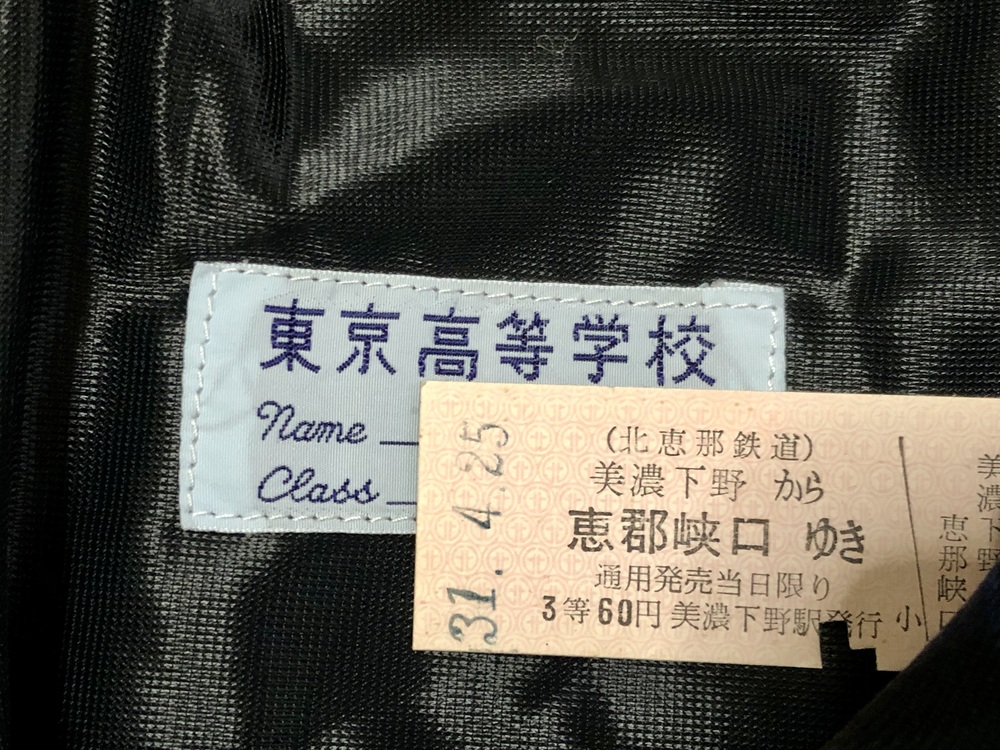 東京高等学校
Name
Class
31.4.25
(北恵那鉄道)
美濃下野 から
恵郡峡口 ゆき
通用発売当日限り
3等60円 美濃下野駅発行 小
美濃下野
恵那峡口